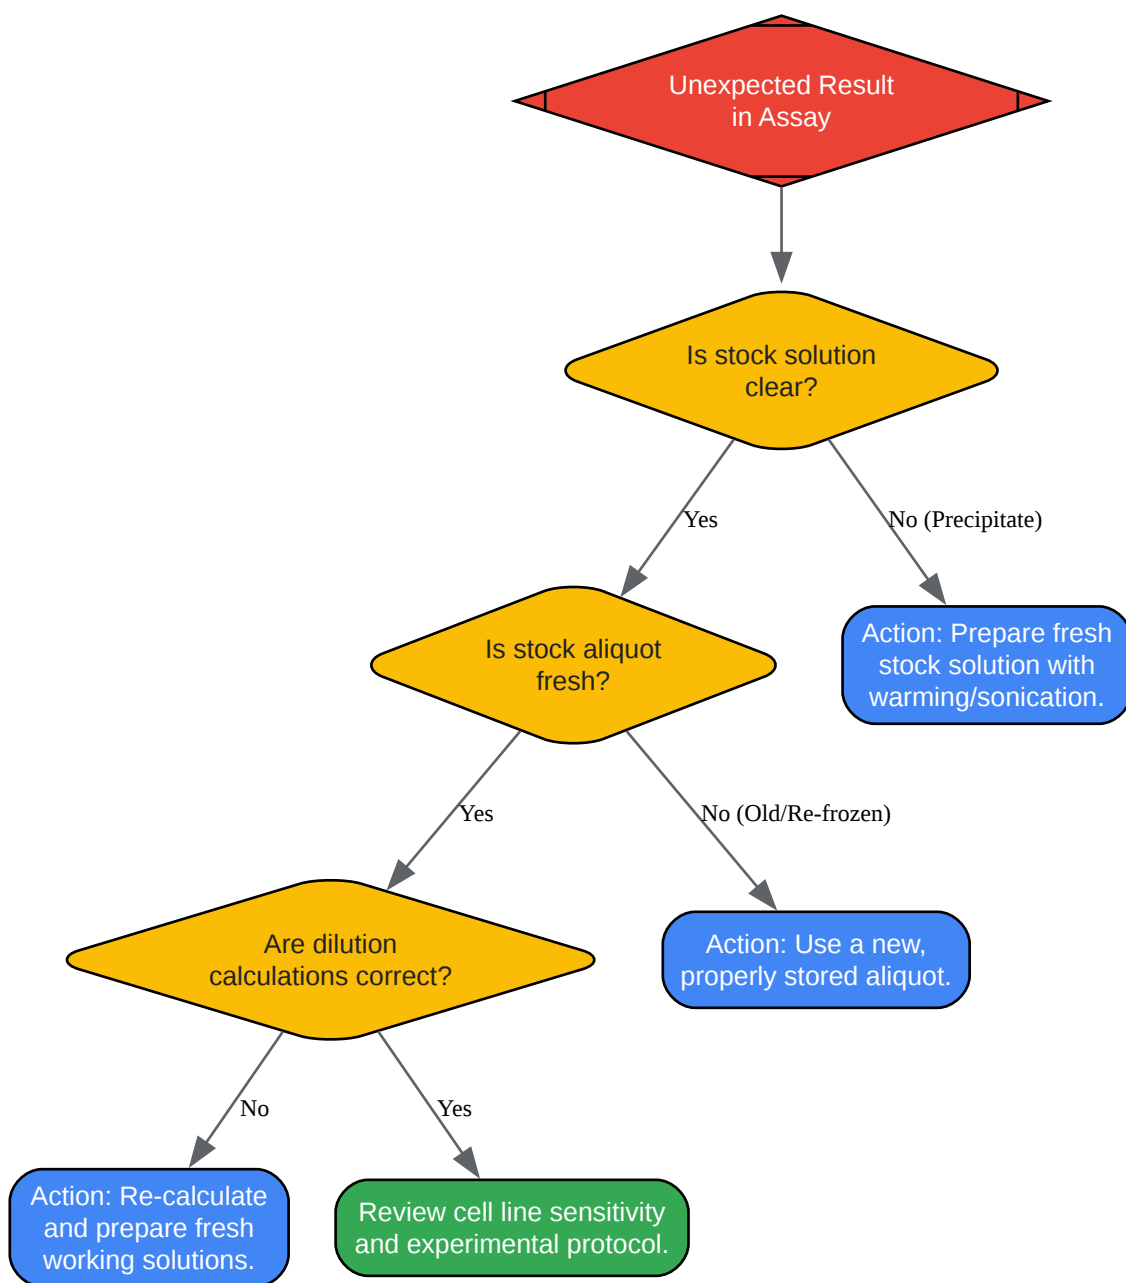 Unexpected Result
in Assay
Is stock solution
clear?
Yes
No (Precipitate)
Is stock aliquot
fresh?
Action: Prepare fresh
stock solution with
warming/sonication.
Yes
No (Old/Re-frozen)
Are dilution
calculations correct?
Action: Use a new,
properly stored aliquot.
No
Yes
Action: Re-calculate
and prepare fresh
working solutions.
Review cell line sensitivity
and experimental protocol.